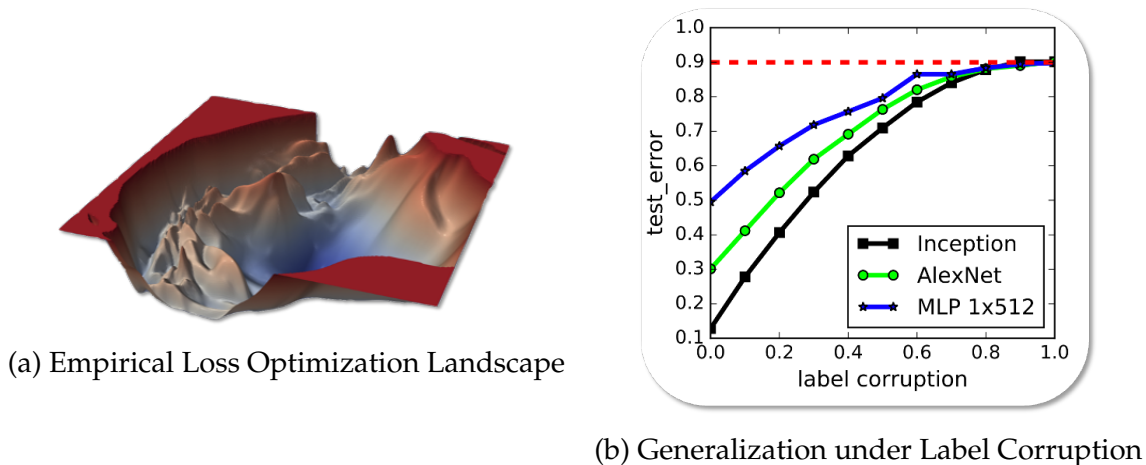 (a) Empirical Loss Optimization Landscape
1.0
0.9
0.8
0.7
0.6
0.5
0.4
0.3
0.2
0.1
test_error
Inception
AlexNet
MLP 1x512
0.0 0.2 0.4 0.6 0.8 1.0
label corruption
(b) Generalization under Label Corruption